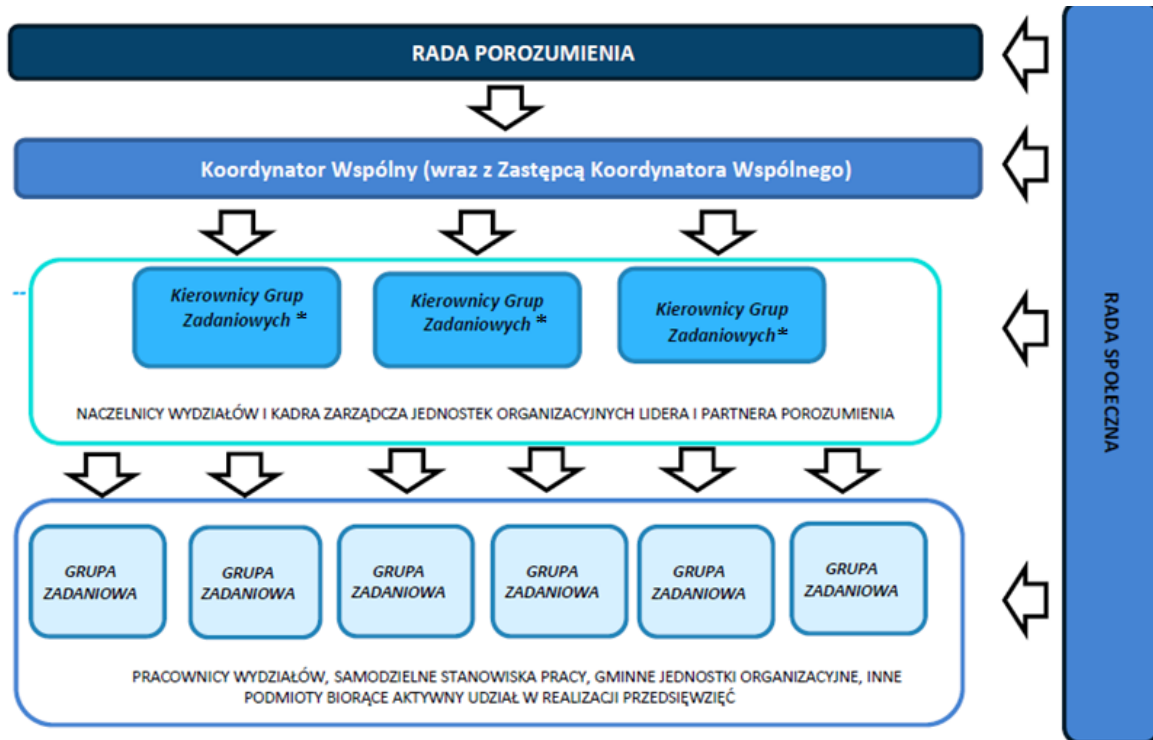 RADA POROZUMIENIA
Koordynator Wspólny (wraz z Zastępcą Koordynatora Wspólnego)
Kierownicy Grup
Zadaniowych *
Kierownicy Grup
Zadaniowych *
Kierownicy Grup
Zadaniowych*
NACZELNICY WYDZIAŁÓW I KADRA ZARZĄDCZA JEDNOSTEK ORGANIZACYJNYCH LIDERA I PARTNERA POROZUMIENIA
GRUPA
ZADANIOWA
GRUPA
ZADANIOWA
GRUPA
ZADANIOWA
GRUPA
ZADANIOWA
GRUPA
ZADANIOWA
GRUPA
ZADANIOWA
PRACOWNICY WYDZIAŁÓW, SAMODZIELNE STANOWISKA PRACY, GMINNE JEDNOSTKI ORGANIZACYJNE, INNE
PODMIOTY BIORĄCE AKTYWNY UDZIAŁ W REALIZACJI PRZEDSIĘWZIĘĆ
RADA SPOŁECZNA